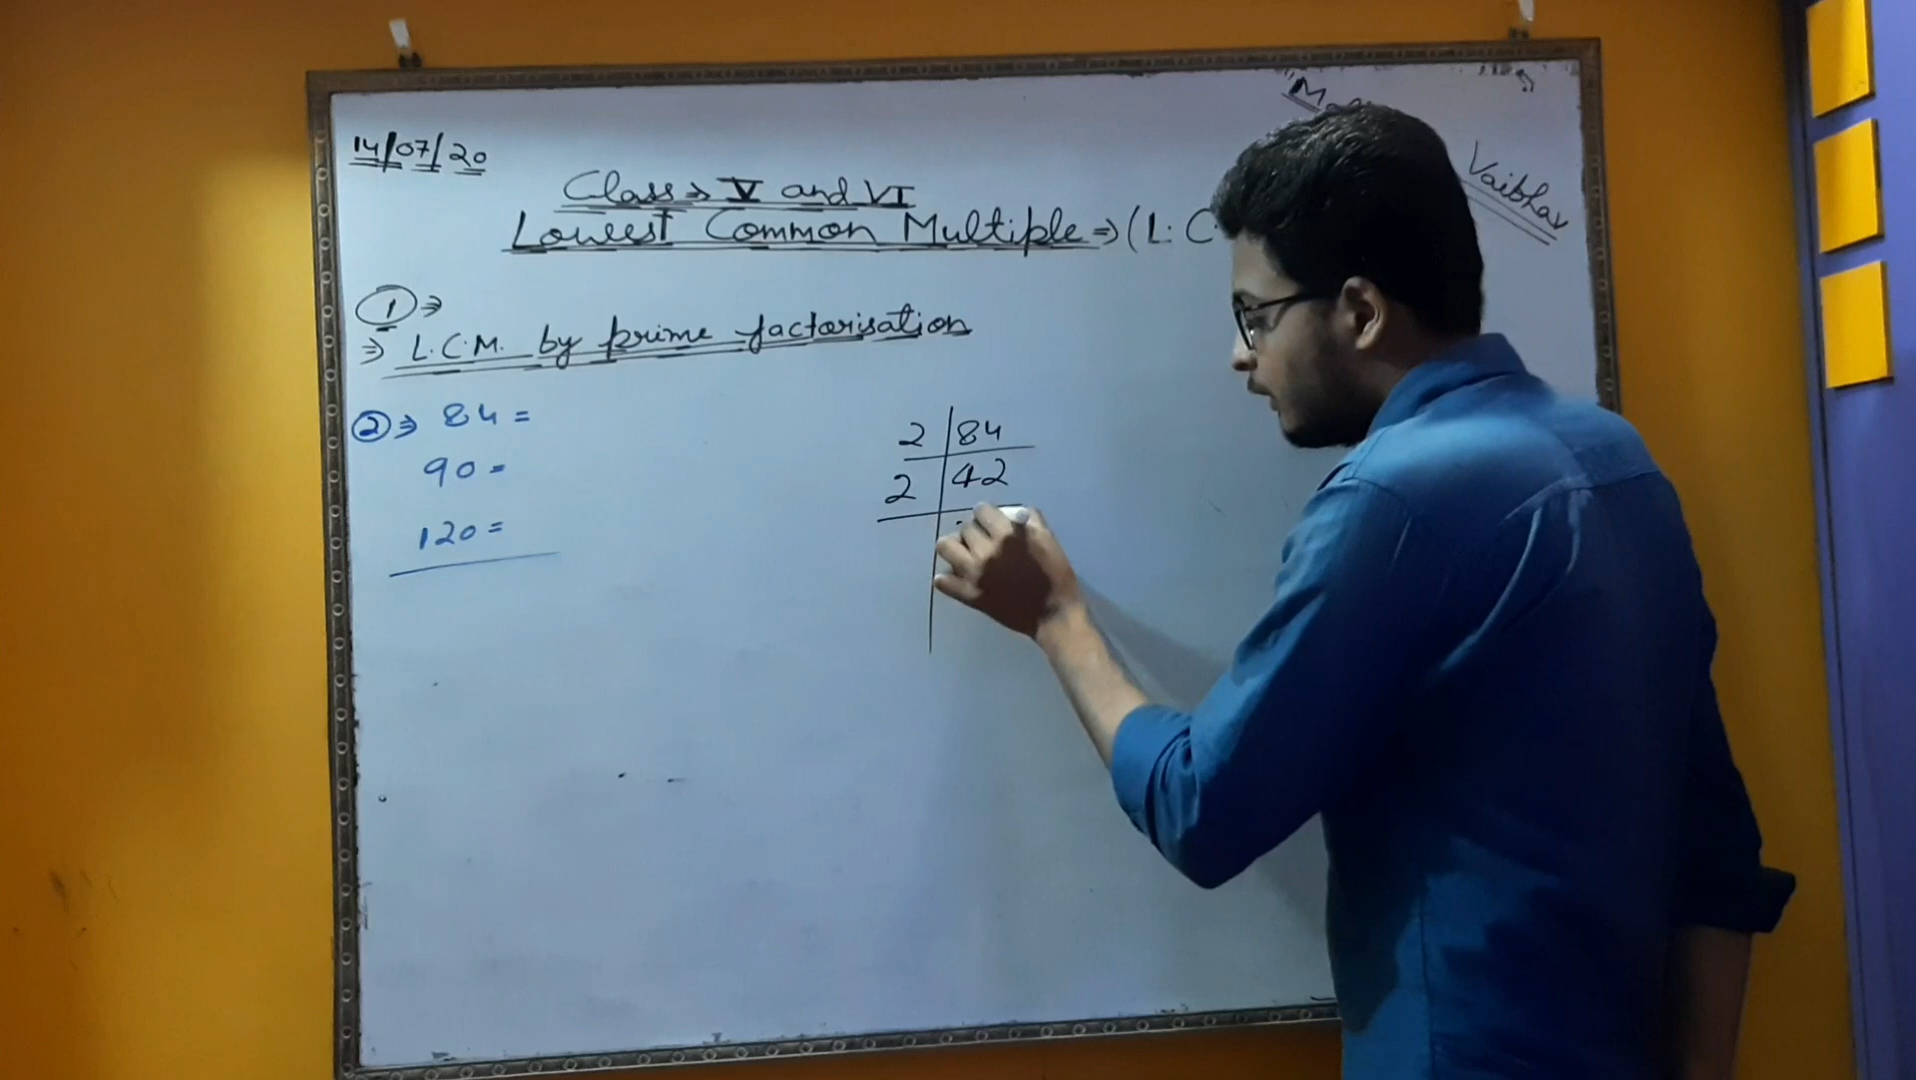 14/07/20
Vaibhav
Class ⇒ V and VI
Lowest Common Multiple ⇒ (L. C
① ⇒
⇒ L.C.M. by prime factorisation
② ⇒ 84 =
90 =
120 =
2 | 84
2 | 42